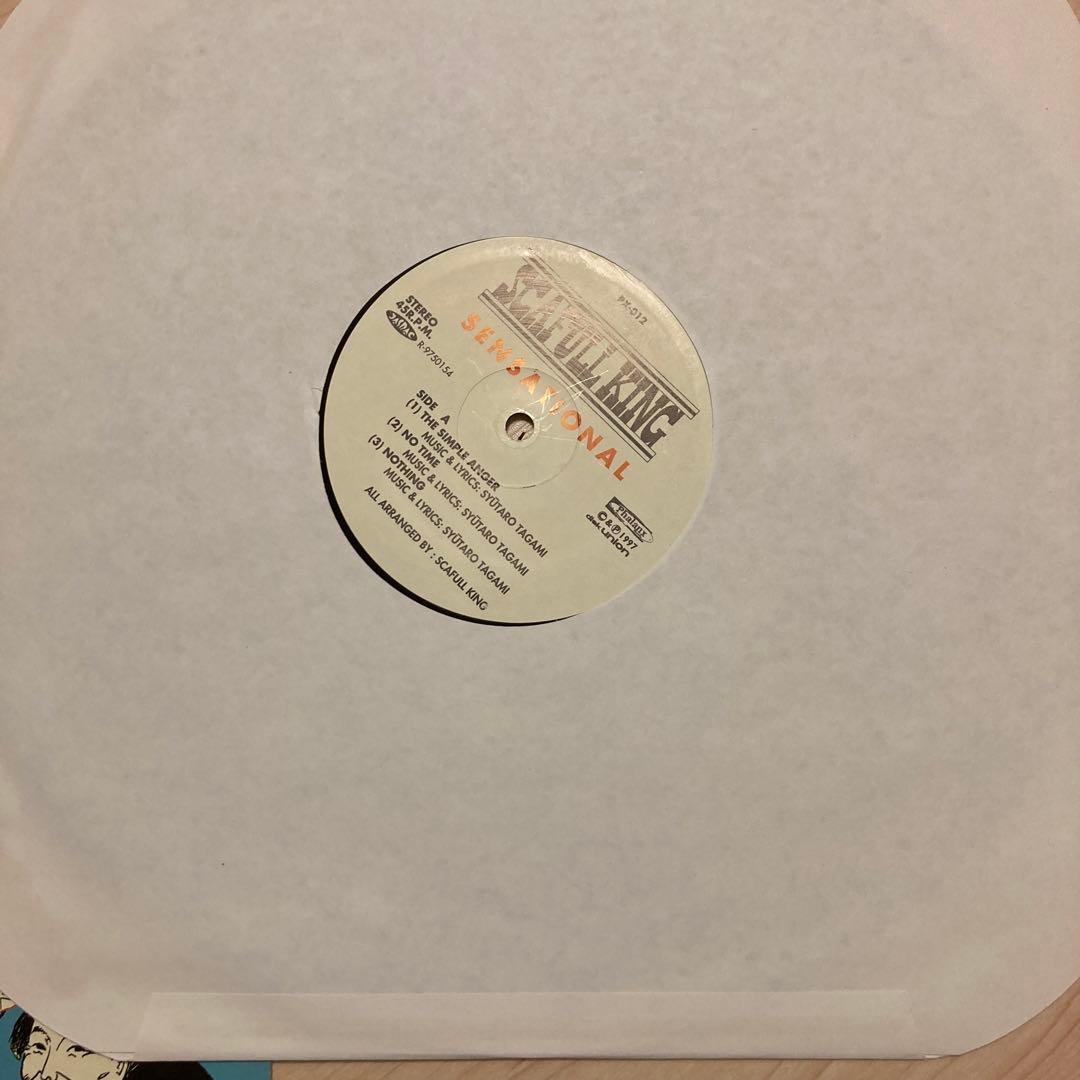 PX-012
SCAFULL KING
SENSATIONAL
STEREO
45R.P.M.
JASRAC
R-9750154
SIDE A
(1) THE SIMPLE ANGER
MUSIC & LYRICS: SYŪTARO TAGAMI
(2) NO TIME
MUSIC & LYRICS: SYŪTARO TAGAMI
(3) NOTHING
MUSIC & LYRICS: SYŪTARO TAGAMI
ALL ARRANGED BY : SCAFULL KING
Phalanx
©&℗1997
disk union